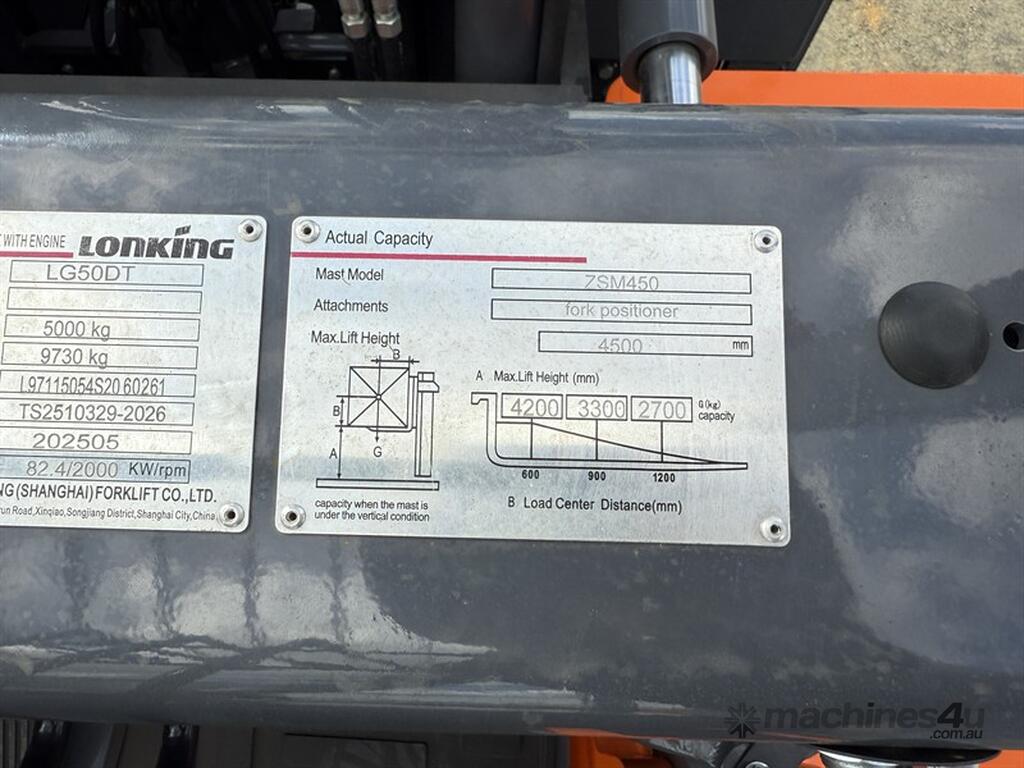 WITH ENGINE LONKING
LG50DT
5000 kg
9730 kg
L97115054S2060261
TS2510329-2026
202505
82.4/2000 KW/rpm
(SHANGHAI)FORKLIFT CO.,LTD.
Road,Xinqiao,Songjiang District,Shanghai City,China
Actual Capacity
Mast Model ZSM450
Attachments fork positioner
Max.Lift Height 4500 mm
B
B
A
G
capacity when the mast is
under the vertical condition
A Max.Lift Height (mm)
4200 3300 2700 Q(kg)
capacity
600 900 1200
B Load Center Distance(mm)
machines4u
.com.au